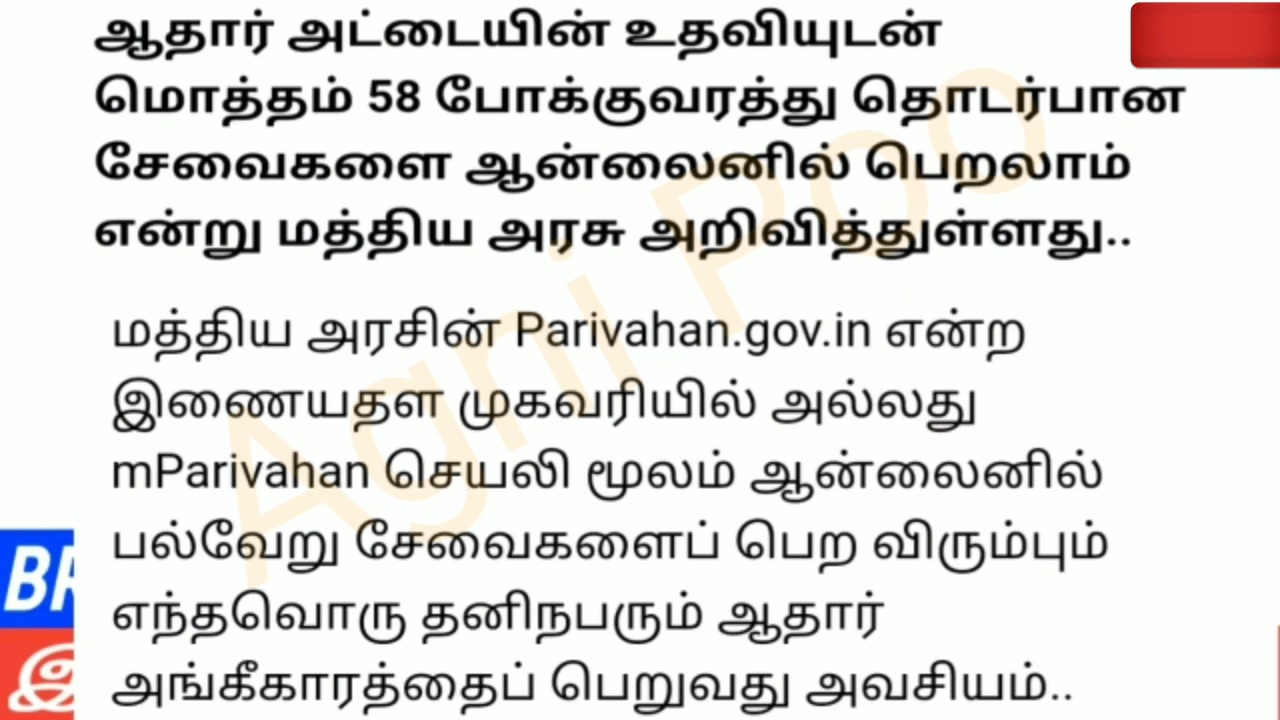 ஆதார் அட்டையின் உதவியுடன்
மொத்தம் 58 போக்குவரத்து தொடர்பான
சேவைகளை ஆன்லைனில் பெறலாம்
என்று மத்திய அரசு அறிவித்துள்ளது..
மத்திய அரசின் Parivahan.gov.in என்ற
இணையதள முகவரியில் அல்லது
mParivahan செயலி மூலம் ஆன்லைனில்
பல்வேறு சேவைகளைப் பெற விரும்பும்
எந்தவொரு தனிநபரும் ஆதார்
அங்கீகாரத்தைப் பெறுவது அவசியம்..
Agni Poo